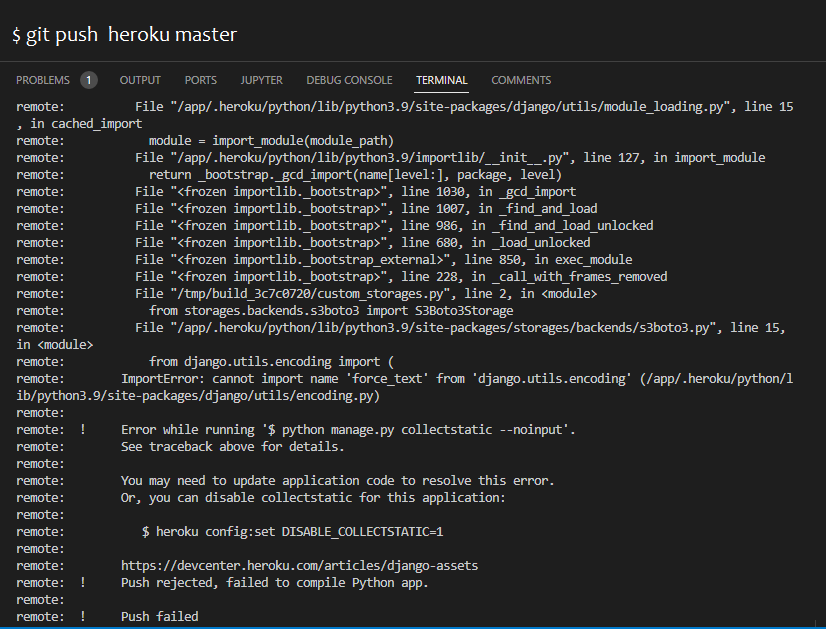 $ git push heroku master
PROBLEMS 1 OUTPUT PORTS JUPYTER DEBUG CONSOLE TERMINAL COMMENTS
remote: File "/app/.heroku/python/lib/python3.9/site-packages/django/utils/module_loading.py", line 15
, in cached_import
remote: module = import_module(module_path)
remote: File "/app/.heroku/python/lib/python3.9/importlib/__init__.py", line 127, in import_module
remote: return _bootstrap._gcd_import(name[level:], package, level)
remote: File "<frozen importlib._bootstrap>", line 1030, in _gcd_import
remote: File "<frozen importlib._bootstrap>", line 1007, in _find_and_load
remote: File "<frozen importlib._bootstrap>", line 986, in _find_and_load_unlocked
remote: File "<frozen importlib._bootstrap>", line 680, in _load_unlocked
remote: File "<frozen importlib._bootstrap_external>", line 850, in exec_module
remote: File "<frozen importlib._bootstrap>", line 228, in _call_with_frames_removed
remote: File "/tmp/build_3c7c0720/custom_storages.py", line 2, in <module>
remote: from storages.backends.s3boto3 import S3Boto3Storage
remote: File "/app/.heroku/python/lib/python3.9/site-packages/storages/backends/s3boto3.py", line 15,
in <module>
remote: from django.utils.encoding import (
remote: ImportError: cannot import name 'force_text' from 'django.utils.encoding' (/app/.heroku/python/l
ib/python3.9/site-packages/django/utils/encoding.py)
remote:
remote: ! Error while running '$ python manage.py collectstatic --noinput'.
remote: See traceback above for details.
remote:
remote: You may need to update application code to resolve this error.
remote: Or, you can disable collectstatic for this application:
remote:
remote: $ heroku config:set DISABLE_COLLECTSTATIC=1
remote:
remote: https://devcenter.heroku.com/articles/django-assets
remote: ! Push rejected, failed to compile Python app.
remote:
remote: ! Push failed